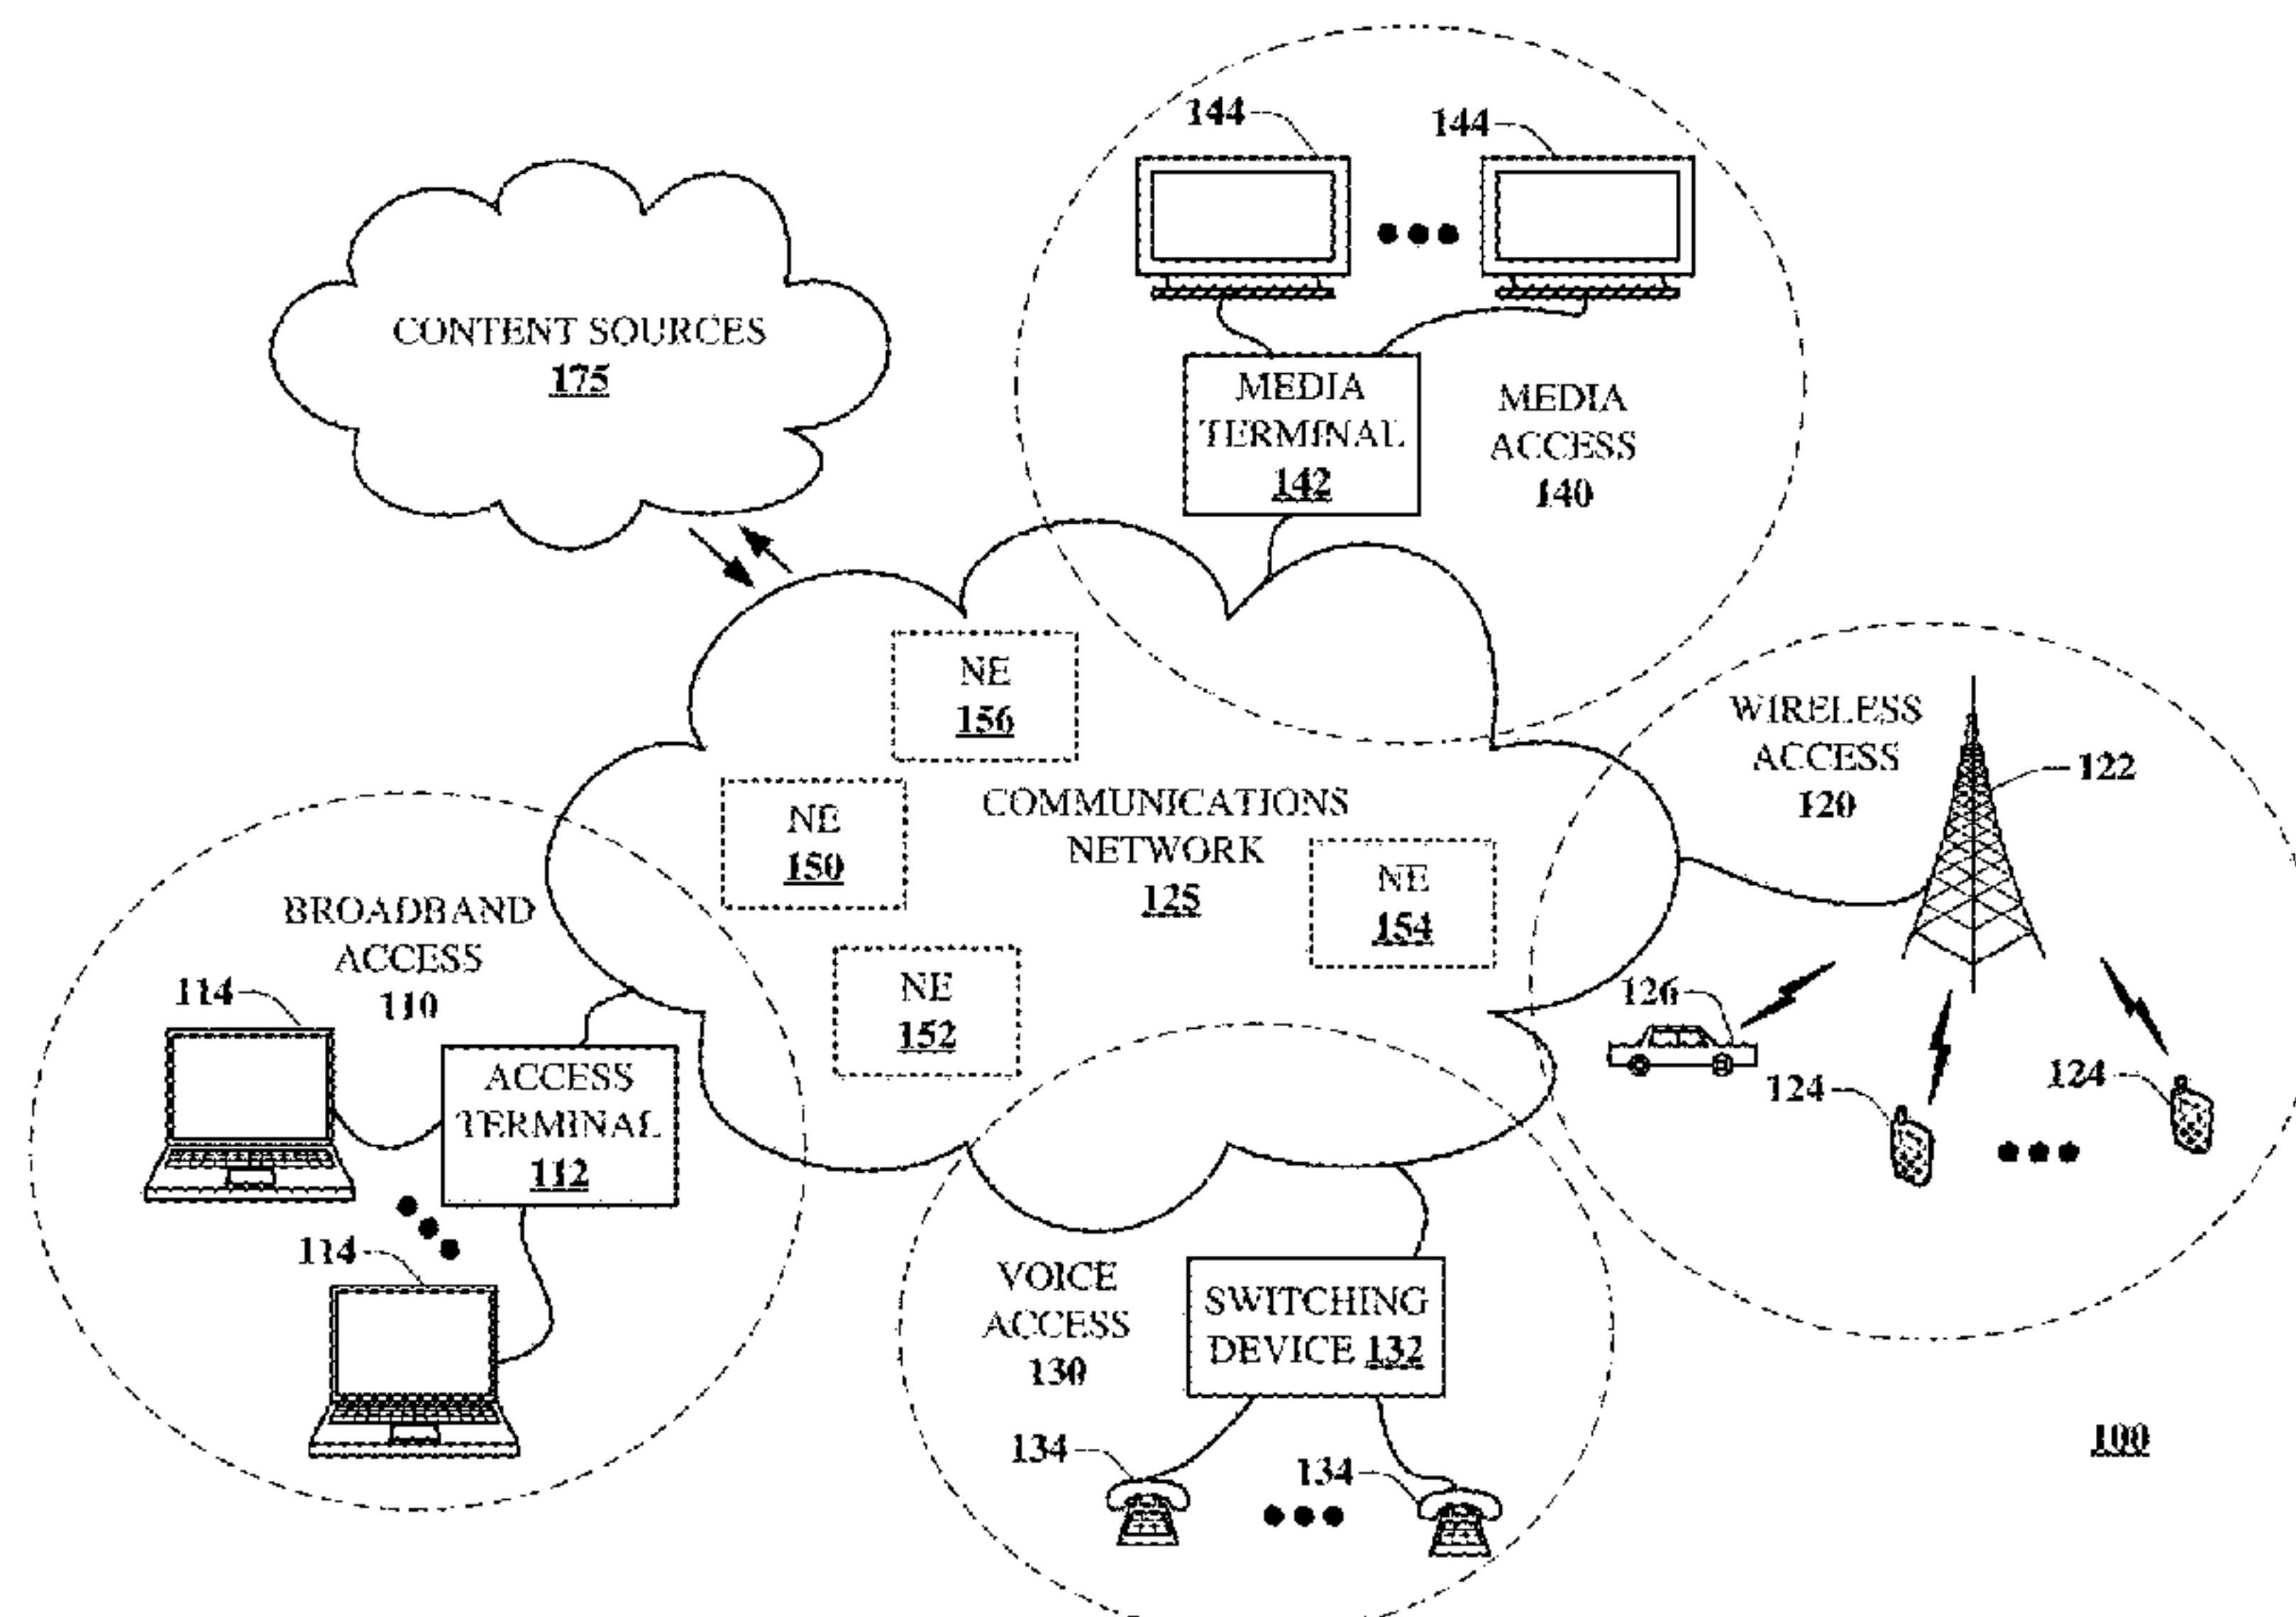 144
144
CONTENT SOURCES
175
MEDIA
TERMINAL
142
MEDIA
ACCESS
140
NE
156
WIRELESS
ACCESS
120
122
NE
150
COMMUNICATIONS
NETWORK
125
NE
154
BROADBAND
ACCESS
110
114
NE
152
126
124
124
ACCESS
TERMINAL
112
114
VOICE
ACCESS
130
SWITCHING
DEVICE 132
134
134
100